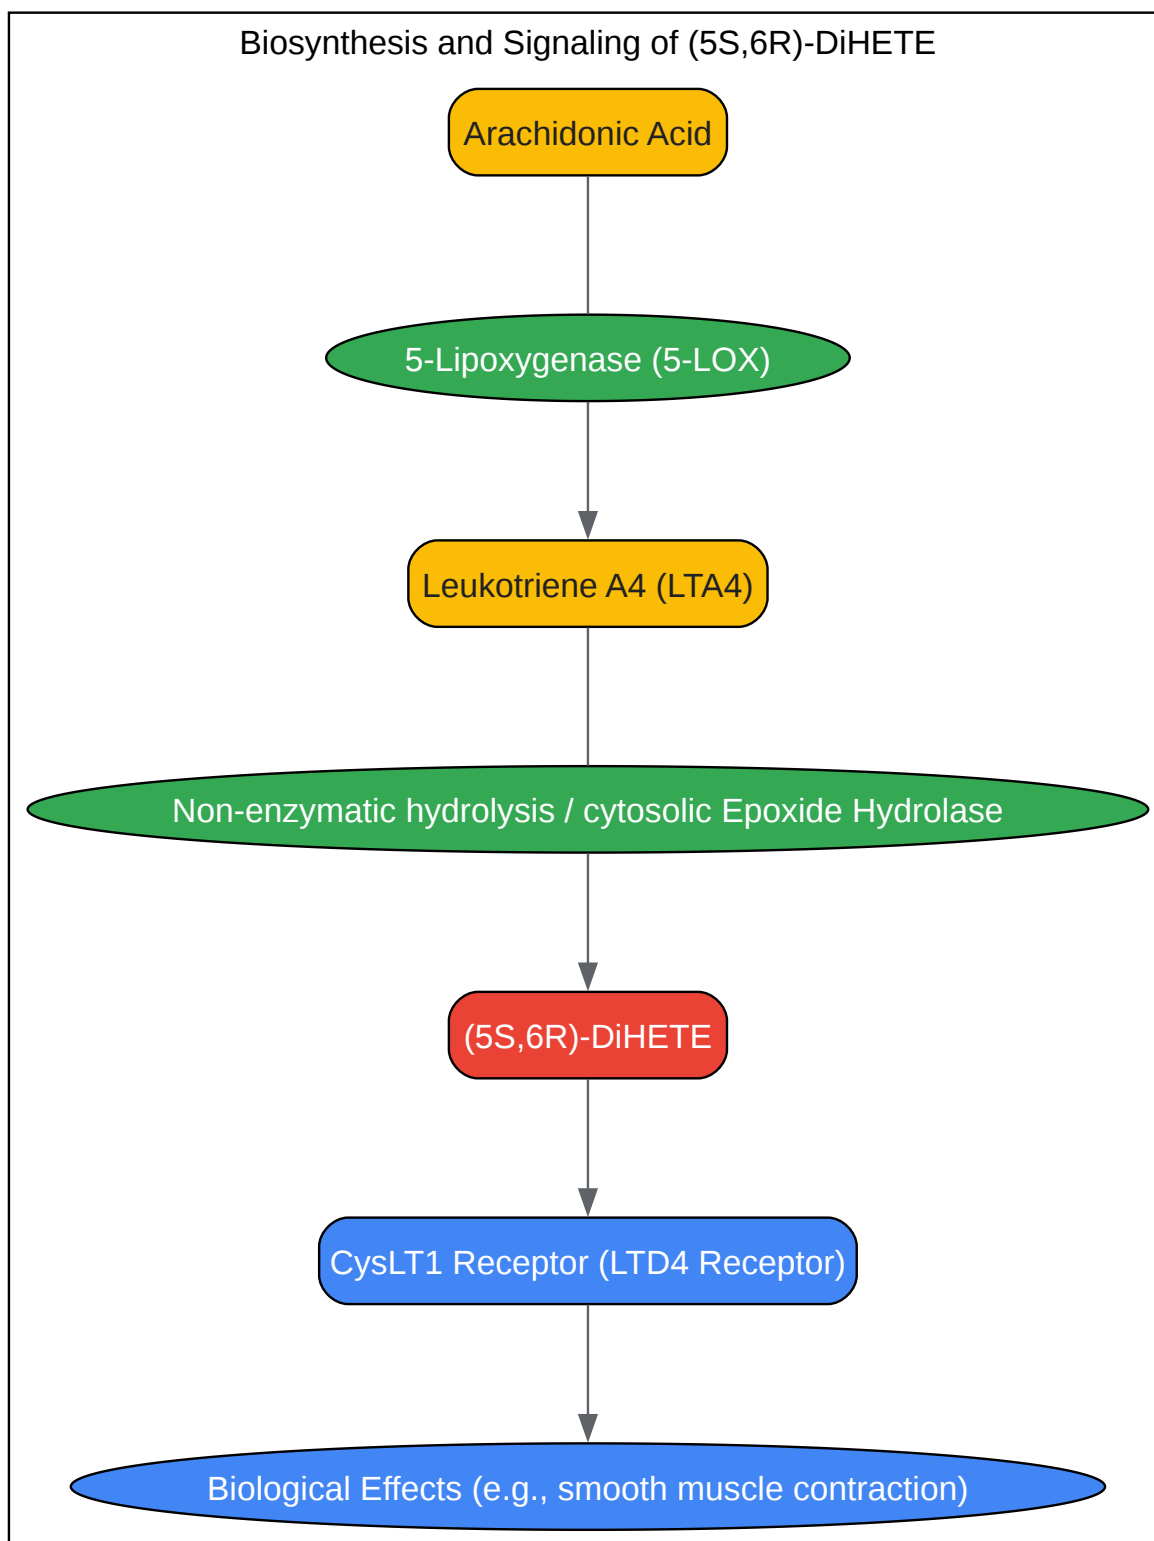 Biosynthesis and Signaling of (5S,6R)-DiHETE
Arachidonic Acid
5-Lipoxygenase (5-LOX)
Leukotriene A4 (LTA4)
Non-enzymatic hydrolysis / cytosolic Epoxide Hydrolase
(5S,6R)-DiHETE
CysLT1 Receptor (LTD4 Receptor)
Biological Effects (e.g., smooth muscle contraction)